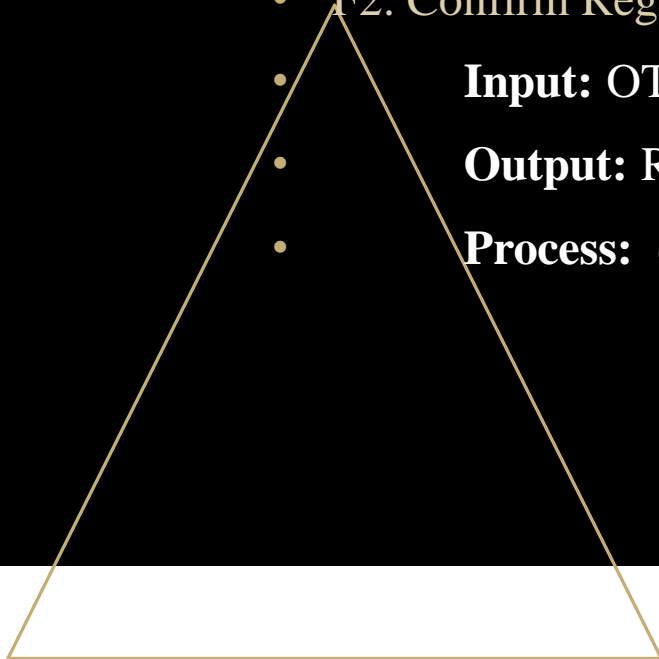 F2. Confirm Reg
Input: OT
Output: R
Process: